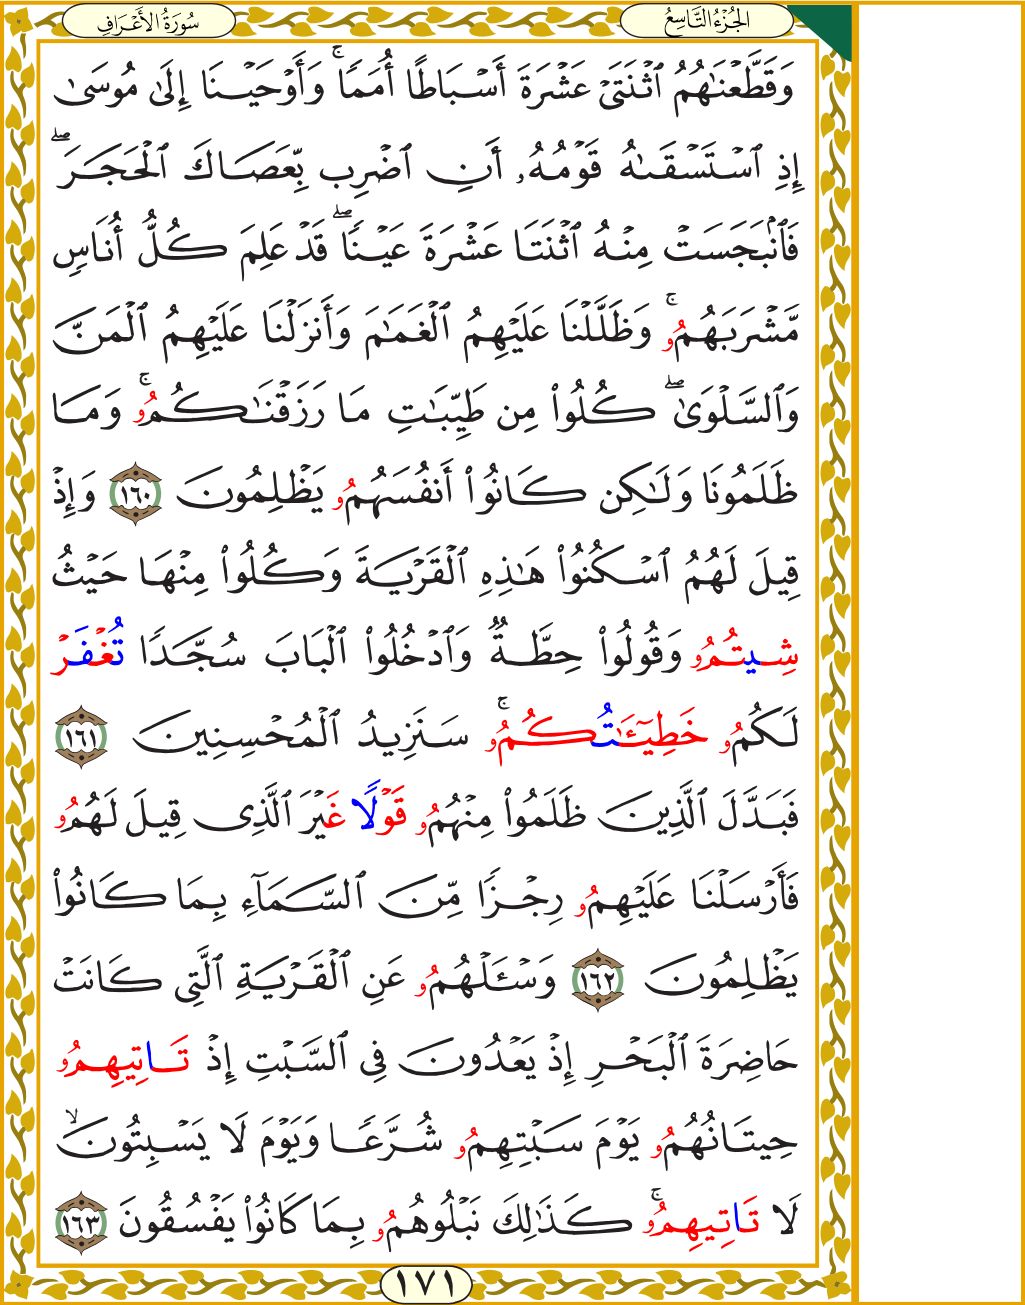 الجُزْءُ التَّاسِعُ
سُورَةُ الأَعْرَافِ
وَقَطَّعْنَٰهُمُ ٱثْنَتَيْ عَشْرَةَ أَسْبَاطًا أُمَمًا ۚ وَأَوْحَيْنَا إِلَىٰ مُوسَىٰ
إِذِ ٱسْتَسْقَىٰهُ قَوْمُهُۥ أَنِ ٱضْرِب بِّعَصَاكَ ٱلْحَجَرَ ۖ
فَٱنۢبَجَسَتْ مِنْهُ ٱثْنَتَا عَشْرَةَ عَيْنًا ۖ قَدْ عَلِمَ كُلُّ أُنَاسٍ
مَّشْرَبَهُمُۥ ۚ وَظَلَّلْنَا عَلَيْهِمُ ٱلْغَمَٰمَ وَأَنزَلْنَا عَلَيْهِمُ ٱلْمَنَّ
وَٱلسَّلْوَىٰ ۖ كُلُوا۟ مِن طَيِّبَٰتِ مَا رَزَقْنَٰكُمُۥ ۚ وَمَا
ظَلَمُونَا وَلَٰكِن كَانُوٓا۟ أَنفُسَهُمُۥ يَظْلِمُونَ ١٦٠ وَإِذْ
قِيلَ لَهُمُ ٱسْكُنُوا۟ هَٰذِهِ ٱلْقَرْيَةَ وَكُلُوا۟ مِنْهَا حَيْثُ
شِيتُمُۥ وَقُولُوا۟ حِطَّةٌ وَٱدْخُلُوا۟ ٱلْبَابَ سُجَّدًا تُغْفَرْ
لَكُمُۥ خَطِيٓـَٰٔتُكُمُۥ ۚ سَنَزِيدُ ٱلْمُحْسِنِينَ ١٦١
فَبَدَّلَ ٱلَّذِينَ ظَلَمُوا۟ مِنْهُمُۥ قَوْلًا غَيْرَ ٱلَّذِى قِيلَ لَهُمُۥ
فَأَرْسَلْنَا عَلَيْهِمُۥ رِجْزًا مِّنَ ٱلسَّمَآءِ بِمَا كَانُوا۟
يَظْلِمُونَ ١٦٢ وَسْـَٔلْهُمُۥ عَنِ ٱلْقَرْيَةِ ٱلَّتِى كَانَتْ
حَاضِرَةَ ٱلْبَحْرِ إِذْ يَعْدُونَ فِى ٱلسَّبْتِ إِذْ تَاتِيهِمُۥ
حِيتَانُهُمُۥ يَوْمَ سَبْتِهِمُۥ شُرَّعًا وَيَوْمَ لَا يَسْبِتُونَ ۙ
لَا تَاتِيهِمُۥ ۚ كَذَٰلِكَ نَبْلُوهُمُۥ بِمَا كَانُوا۟ يَفْسُقُونَ ١٦٣
١٧١